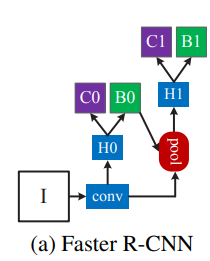 C1 B1
C0 B0
H1
H0
pool
I
conv
(a) Faster R-CNN